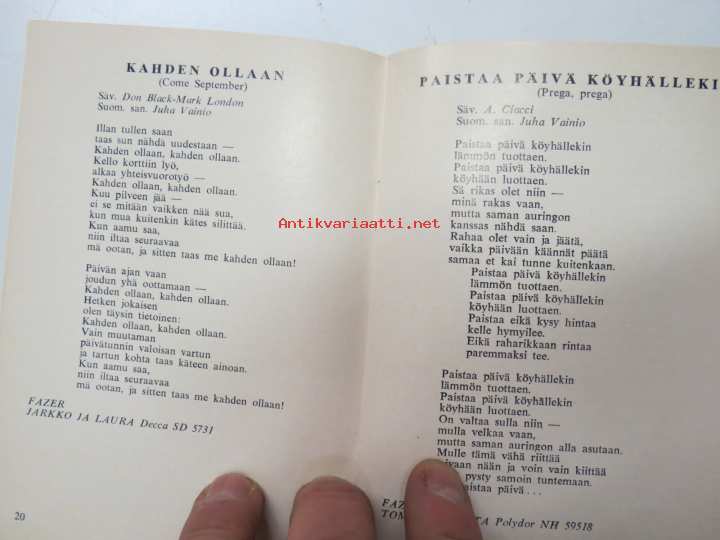 KAHDEN OLLAAN
(Come September)
Säv. Don Black-Mark London
Suom. san. Juha Vainio
Illan tullen saan
taas sun nähdä uudestaan —
Kahden ollaan, kahden ollaan.
Kello korttiin lyö,
alkaa yhteisvuorotyö —
Kahden ollaan, kahden ollaan.
Kuu pilveen jää —
ei se mitään vaikken nää sua,
kun mua kuitenkin kätes silittää.
Kun aamu saa,
niin iltaa seuraavaa
mä ootan, ja sitten taas me kahden ollaan!
Päivän ajan vaan
joudun yhä oottamaan —
Kahden ollaan, kahden ollaan.
Hetken jokaisen
olen täysin tietoinen:
Kahden ollaan, kahden ollaan.
Vain muutaman
päivätunnin valoisan vartun
ja tartun kohta taas käteen ainoan.
Kun aamu saa,
niin iltaa seuraavaa
mä ootan, ja sitten taas me kahden ollaan!
FAZER
JARKKO JA LAURA Decca SD 5731
20
PAISTAA PÄIVÄ KÖYHÄLLEKI
(Prega, prega)
Säv. A. Ciacci
Suom. san. Juha Vainio
Paistaa päivä köyhällekin
lämmön tuottaen.
Paistaa päivä köyhällekin
köyhään luottaen.
Sä rikas olet niin —
minä rakas vaan,
mutta saman auringon
kanssas nähdä saan.
Rahaa olet vain ja jäätä,
vaikka päivään käännät päätä
samaa et kai tunne kuitenkaan.
Paistaa päivä köyhällekin
lämmön tuottaen.
Paistaa päivä köyhällekin
köyhään luottaen.
Paistaa eikä kysy hintaa
kelle hymyilee.
Eikä raharikkaan rintaa
paremmaksi tee.
Paistaa päivä köyhällekin
lämmön tuottaen.
Paistaa päivä köyhällekin
köyhään luottaen.
On valtaa sulla niin —
mulla velkaa vaan,
mutta saman auringon alla asutaan.
Mulle tämä vähä riittää
ivaan nään ja voin vain kiittää
pysty samoin tuntemaan.
aistaa päivä . . .
FAZE
TOM TA Polydor NH 59518
Antikvariaatti.net